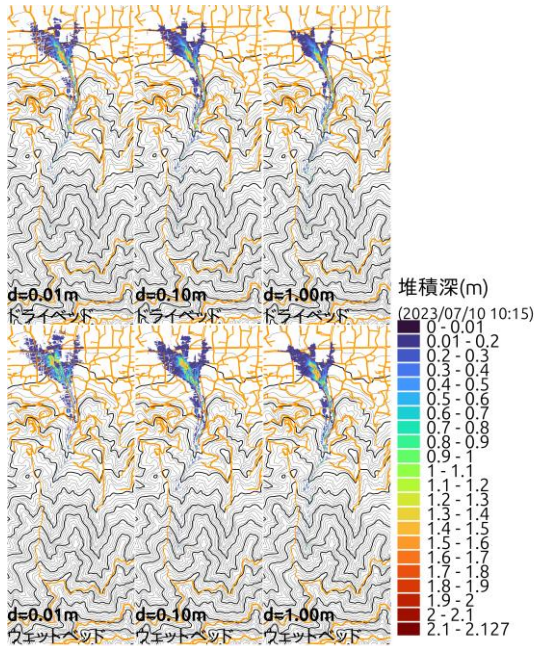 d=0.01m
ドライベッド
d=0.10m
ドライベッド
d=1.00m
ドライベッド
d=0.01m
ウェットベッド
d=0.10m
ウェットベッド
d=1.00m
ウェットベッド
堆積深(m)
(2023/07/10 10:15)
0 - 0.01
0.01 - 0.2
0.2 - 0.3
0.3 - 0.4
0.4 - 0.5
0.5 - 0.6
0.6 - 0.7
0.7 - 0.8
0.8 - 0.9
0.9 - 1
1 - 1.1
1.1 - 1.2
1.2 - 1.3
1.3 - 1.4
1.4 - 1.5
1.5 - 1.6
1.6 - 1.7
1.7 - 1.8
1.8 - 1.9
1.9 - 2
2 - 2.1
2.1 - 2.127